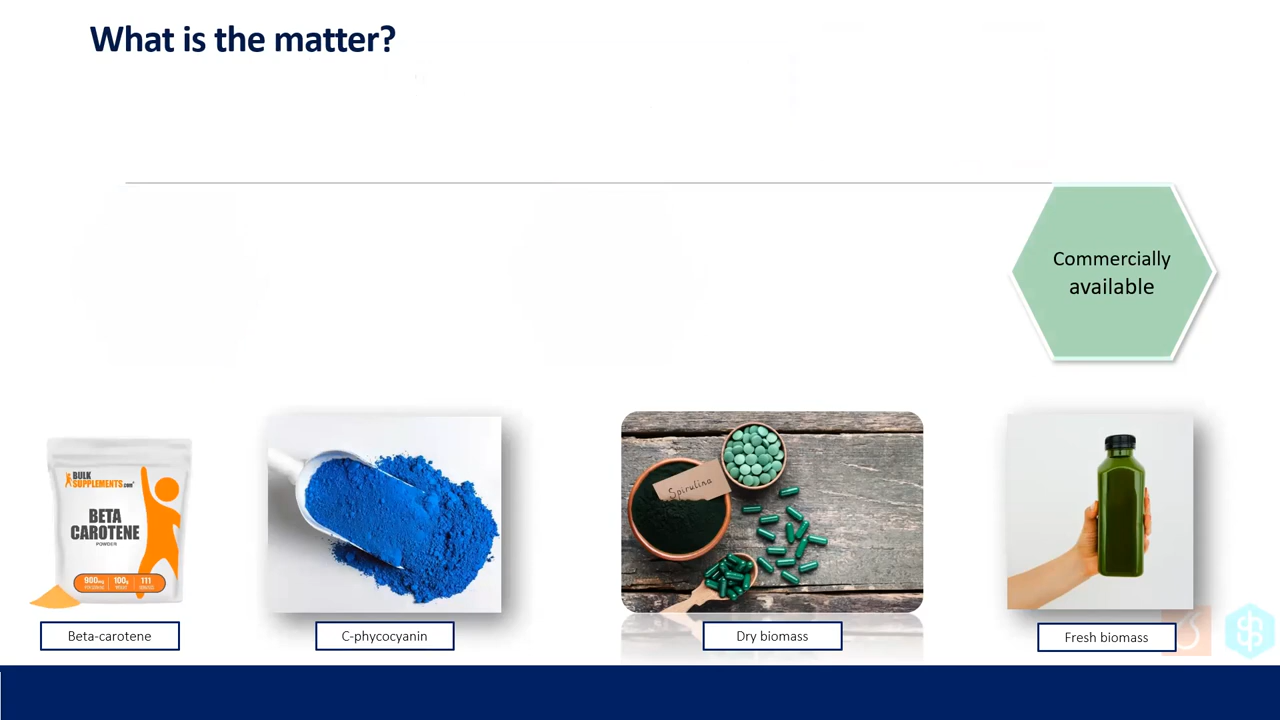 What is the matter?
Commercially
available
BULK
SUPPLEMENTS.com
BETA
CAROTENE
POWDER
Spirulina
100g
111
Beta-carotene
C-phycocyanin
Dry biomass
Fresh biomass